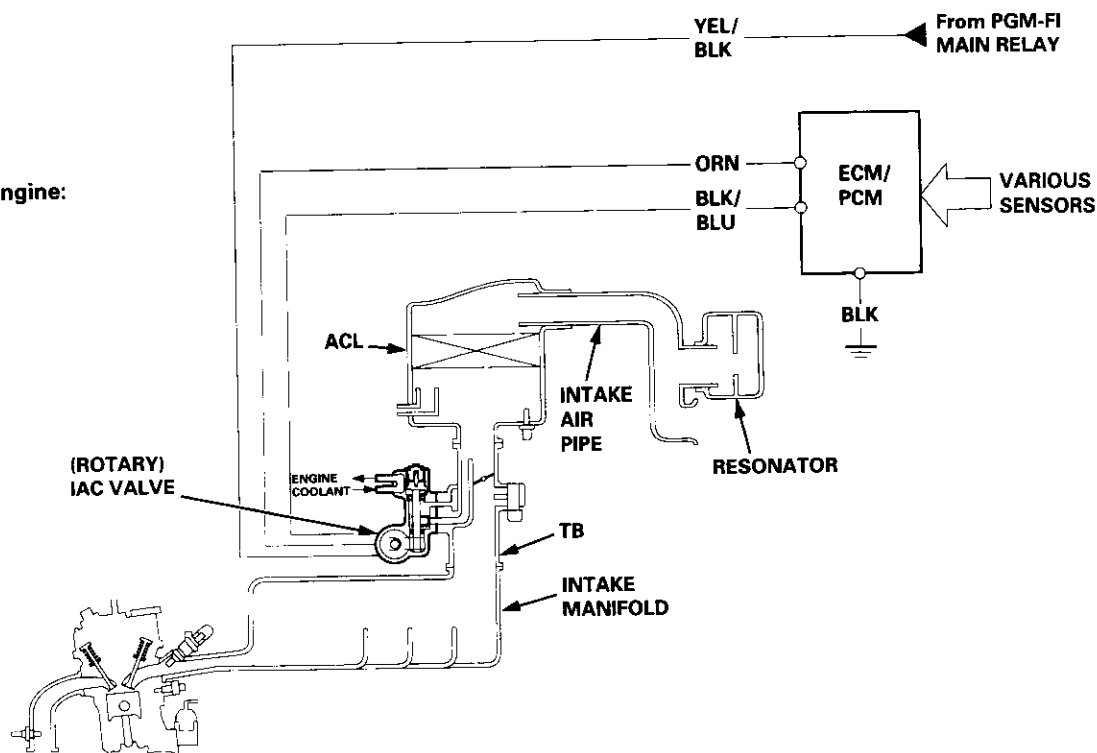 YEL/
BLK
From PGM-FI
MAIN RELAY
ngine:
ORN
BLK/
BLU
ECM/
PCM
VARIOUS
SENSORS
BLK
ACL
INTAKE
AIR
PIPE
RESONATOR
(ROTARY)
IAC VALVE
ENGINE
COOLANT
TB
INTAKE
MANIFOLD